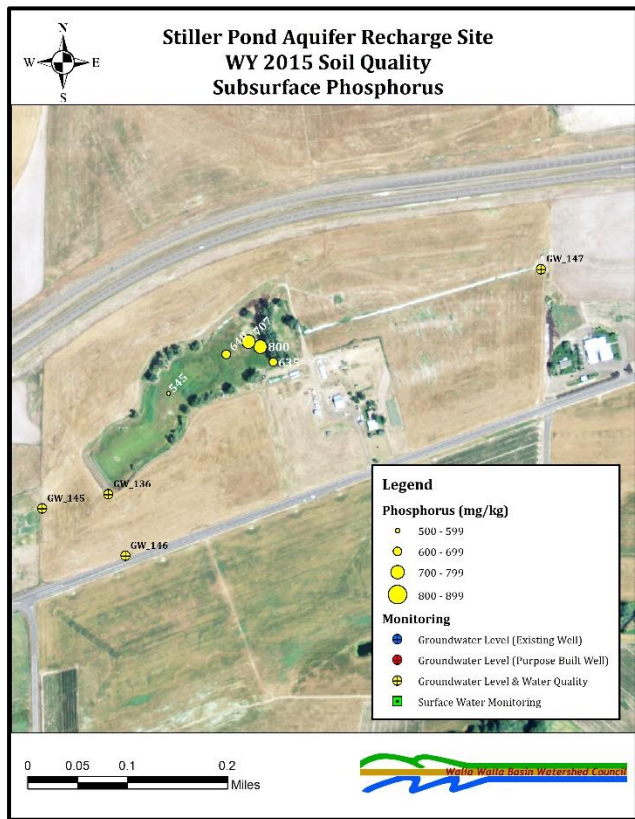 Stiller Pond Aquifer Recharge Site
WY 2015 Soil Quality
Subsurface Phosphorus
N
W E
S
GW_147
707
800
635
545
GW_136
GW_145
GW_146
Legend
Phosphorus (mg/kg)
500 - 599
600 - 699
700 - 799
800 - 899
Monitoring
Groundwater Level (Existing Well)
Groundwater Level (Purpose Built Well)
Groundwater Level & Water Quality
Surface Water Monitoring
0 0.05 0.1 0.2
Miles
Walla Walla Basin Watershed Council